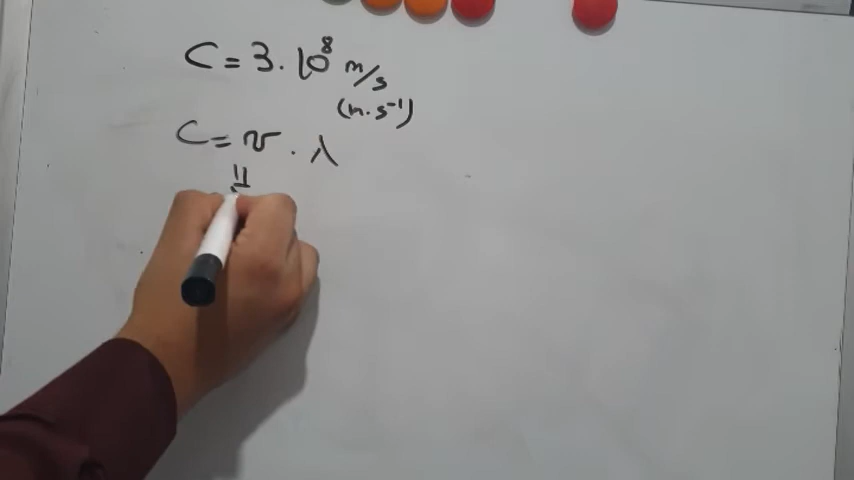 C = 3 . 10⁸ m/s
(m.s⁻¹)
C = ν . λ